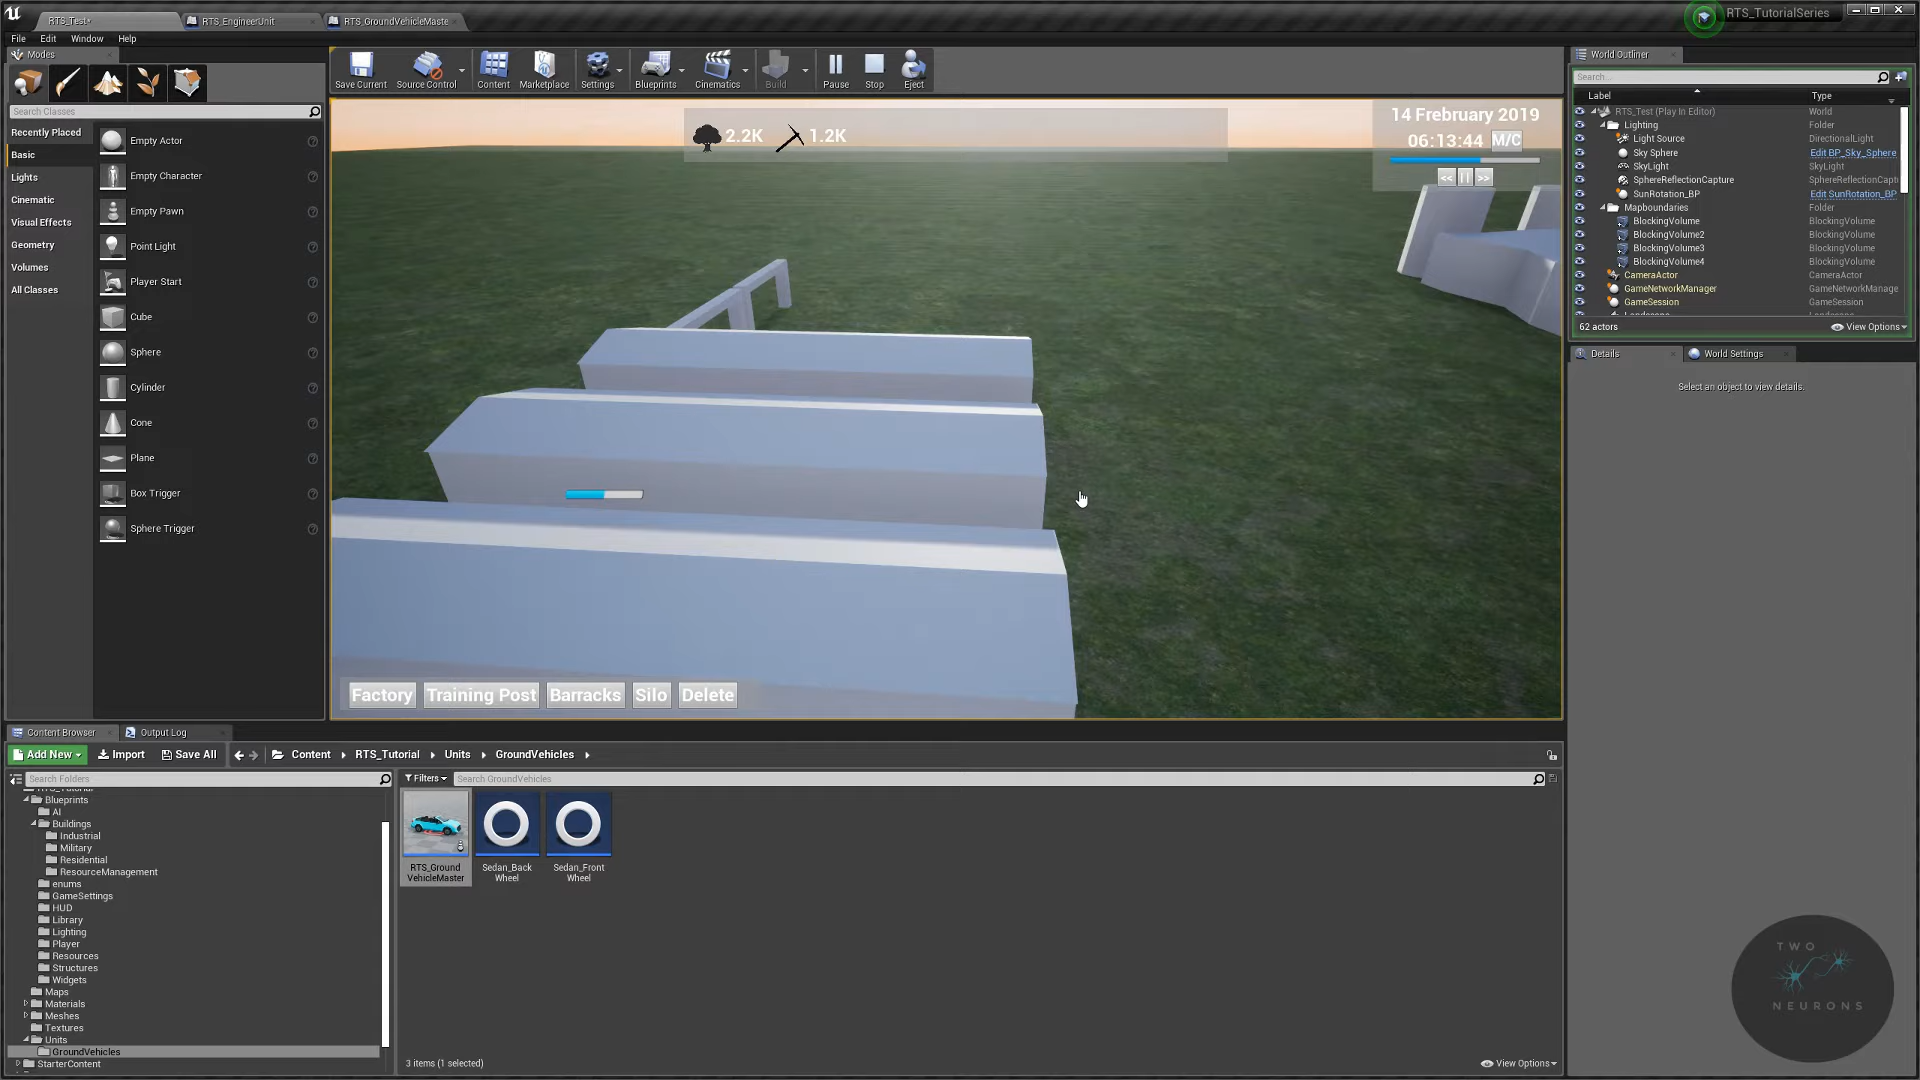 RTS_Test*
RTS_EngineerUnit
RTS_GroundVehicleMaste
RTS_TutorialSeries
File Edit Window Help
Modes
Search Classes
Recently Placed
Basic
Lights
Cinematic
Visual Effects
Geometry
Volumes
All Classes
Empty Actor
Empty Character
Empty Pawn
Point Light
Player Start
Cube
Sphere
Cylinder
Cone
Plane
Box Trigger
Sphere Trigger
Save Current
Source Control
Content
Marketplace
Settings
Blueprints
Cinematics
Build
Pause
Stop
Eject
2.2K
1.2K
14 Frebruary 2019
06:13:44 M/C
<< || >>
Factory
Training Post
Barracks
Silo
Delete
World Outliner
Search...
Label Type
RTS_Test (Play In Editor) World
Lighting Folder
Light Source DirectionalLight
Sky Sphere Edit BP_Sky_Sphere
SkyLight SkyLight
SphereReflectionCapture SphereReflectionCapt
SunRotation_BP Edit SunRotation_BP
Mapboundaries Folder
BlockingVolume BlockingVolume
BlockingVolume2 BlockingVolume
BlockingVolume3 BlockingVolume
BlockingVolume4 BlockingVolume
CameraActor CameraActor
GameNetworkManager GameNetworkManage
GameSession GameSession
62 actors
View Options
Details
World Settings
Select an object to view details.
Content Browser
Output Log
Add New
Import
Save All
Content
RTS_Tutorial
Units
GroundVehicles
Search Folders
Filters
Search GroundVehicles
Blueprints
AI
Buildings
Industrial
Military
Residential
ResourceManagement
enums
GameSettings
HUD
Library
Lighting
Player
Resources
Structures
Widgets
Maps
Materials
Meshes
Textures
Units
GroundVehicles
StarterContent
RTS_Ground
VehicleMaster
Sedan_Back
Wheel
Sedan_Front
Wheel
3 items (1 selected)
View Options
TWO
NEURONS